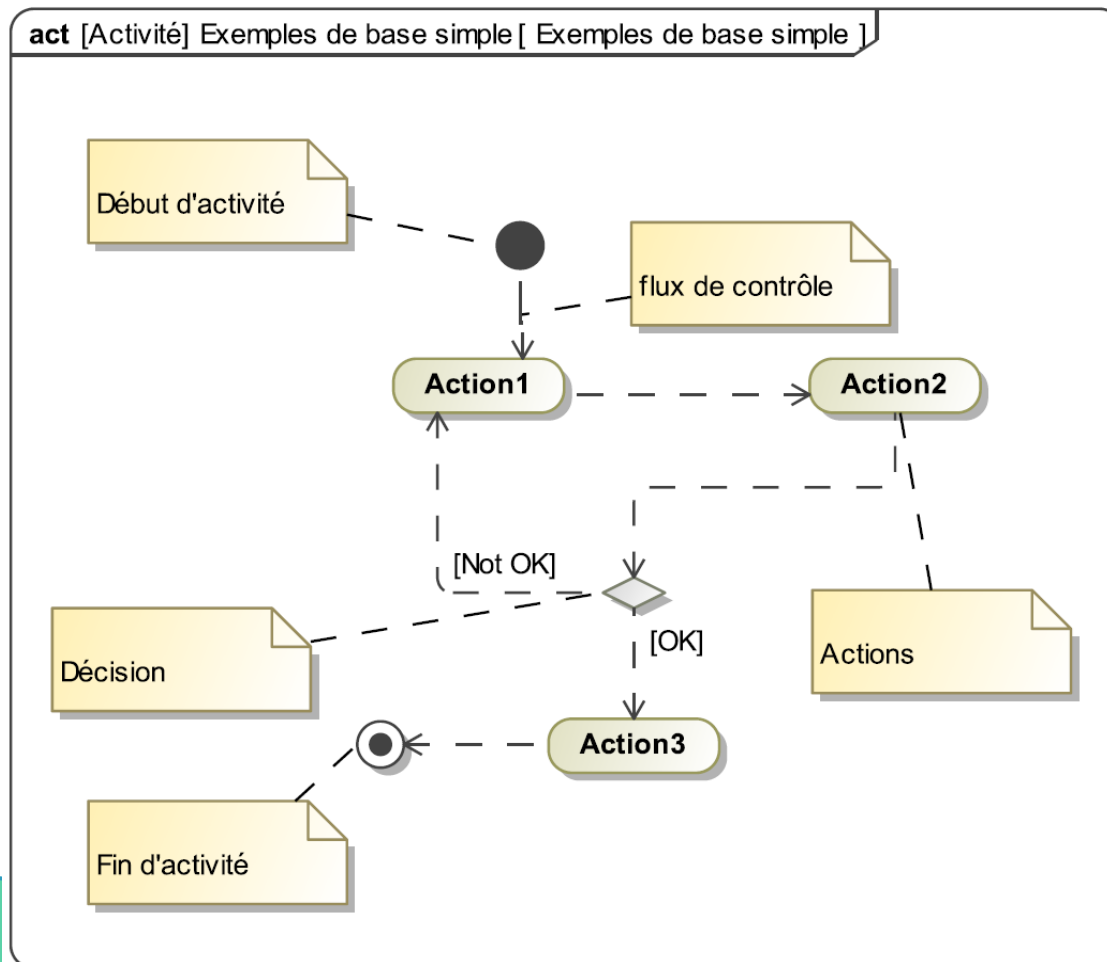 act [Activité] Exemples de base simple [ Exemples de base simple ]
Début d'activité
flux de contrôle
Action1
Action2
[Not OK]
[OK]
Décision
Actions
Action3
Fin d'activité